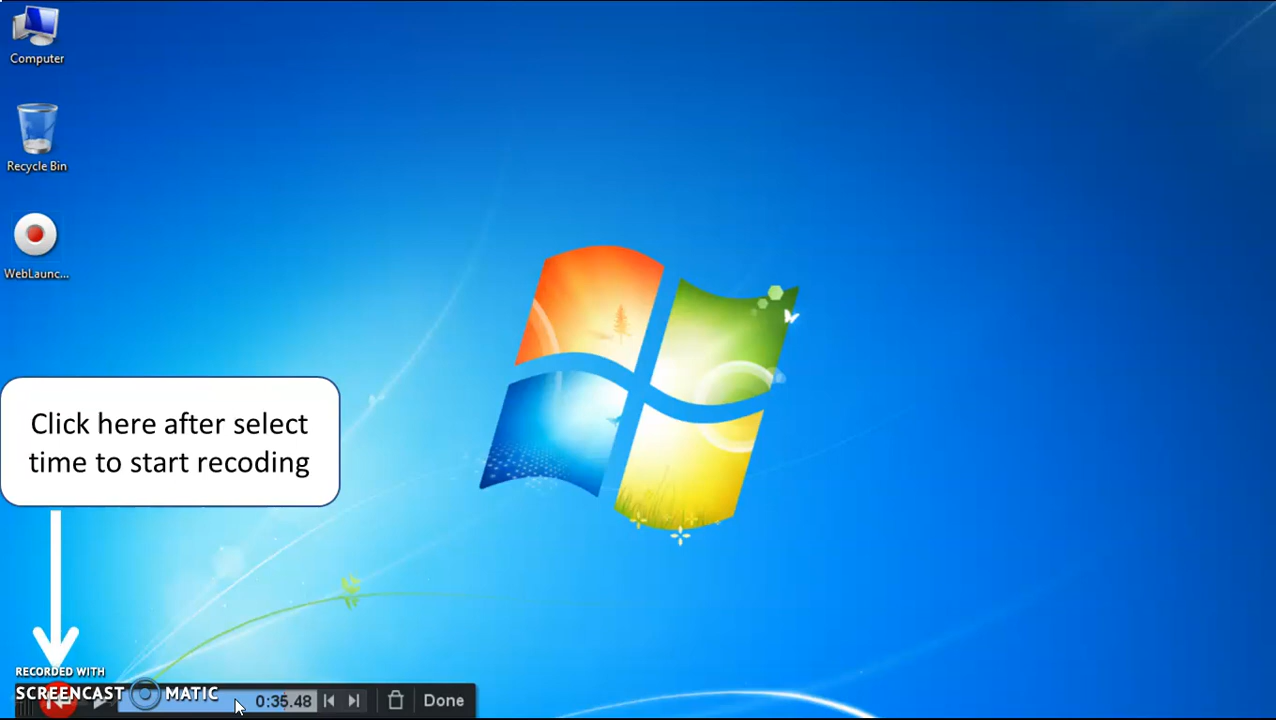 Computer
Recycle Bin
WebLaunc...
Click here after select
time to start recoding
RECORDED WITH
SCREENCAST MATIC
0:35.48
Done